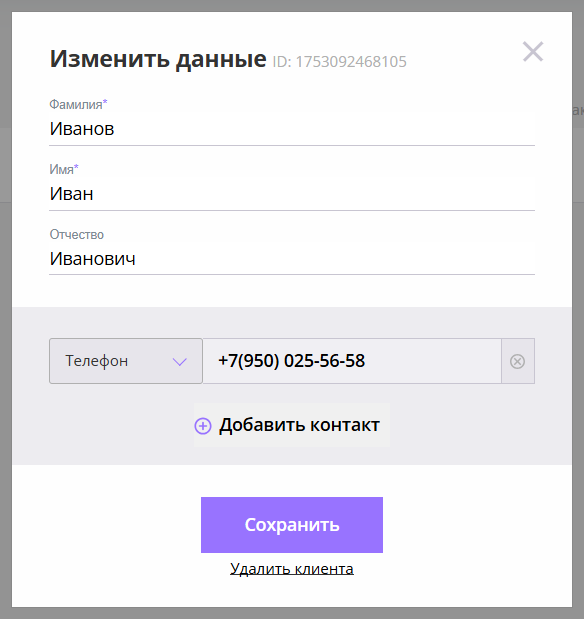 Изменить данные ID: 1753092468105
Фамилия*
Иванов
Имя*
Иван
Отчество
Иванович
Телефон +7(950) 025-56-58
Добавить контакт
Сохранить
Удалить клиента